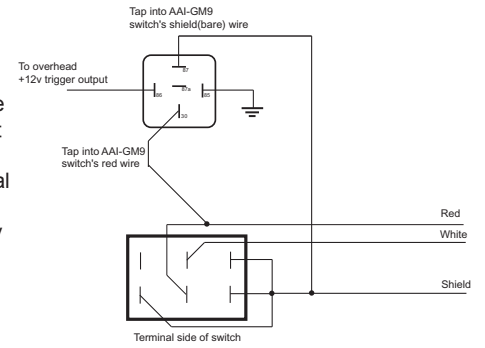 Tap into AAI-GM9
switch's shield(bare) wire
To overhead
+12v trigger output
87
87a
86
85
30
Tap into AAI-GM9
switch's red wire
Red
White
Shield
Terminal side of switch